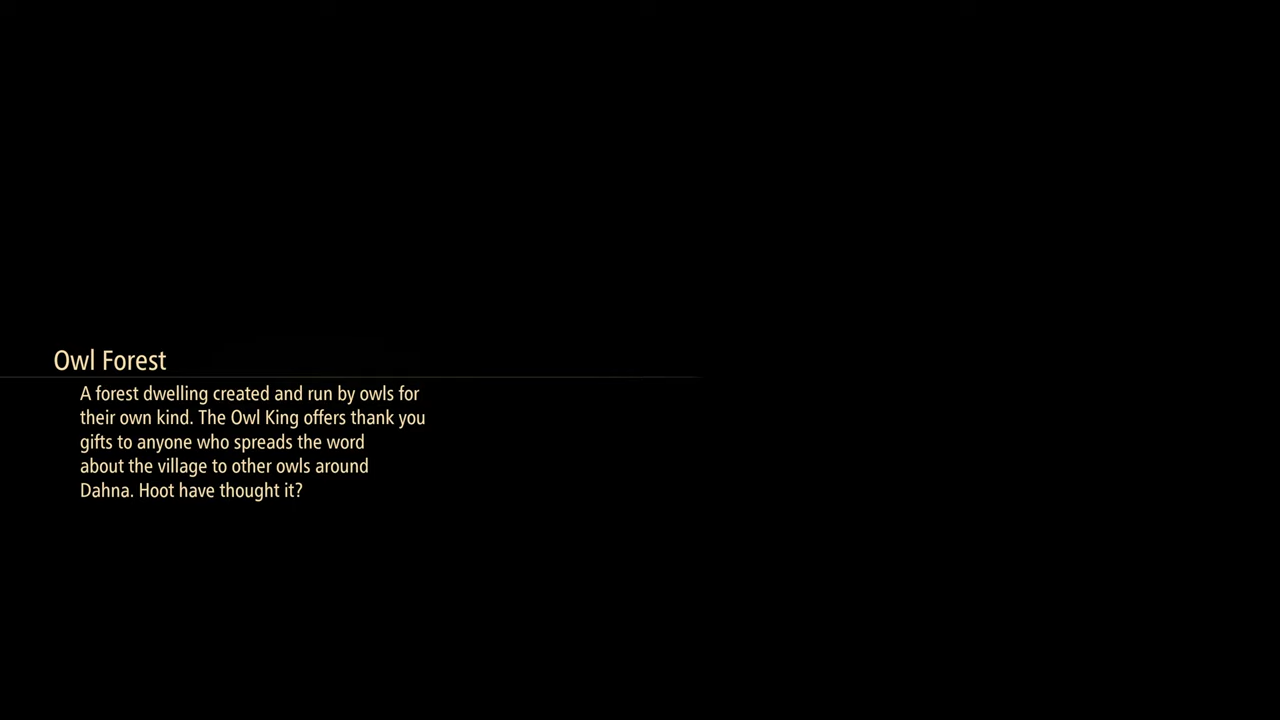 Owl Forest
A forest dwelling created and run by owls for
their own kind. The Owl King offers thank you
gifts to anyone who spreads the word
about the village to other owls around
Dahna. Hoot have thought it?